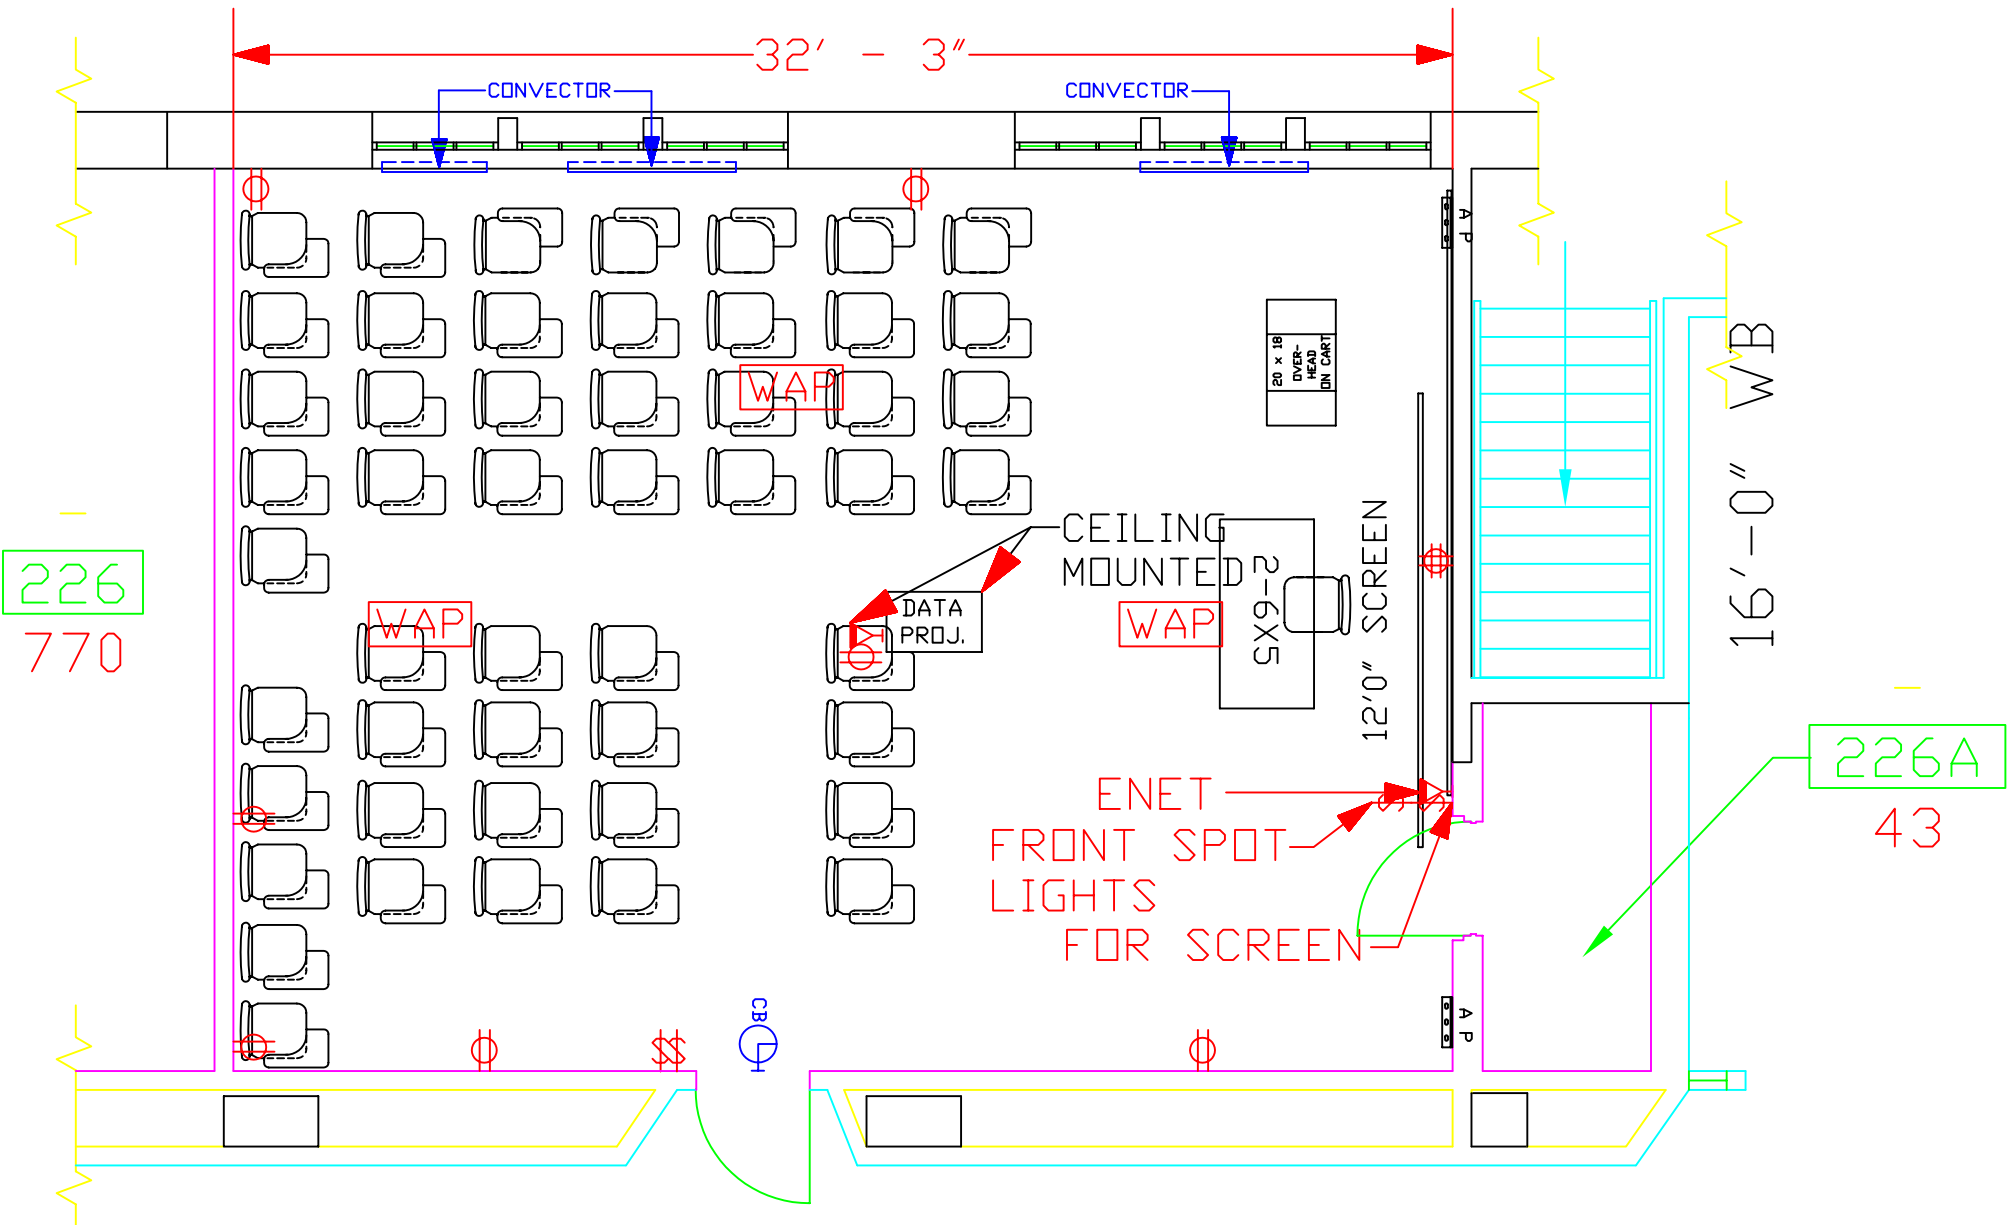 32' - 3"
CONVECTOR
CONVECTOR
A P
20 x 18
OVER-
HEAD
ON CART
WAP
16'-0" W B
CEILING
MOUNTED
226
770
WAP
DATA
PROJ.
WAP
2-6X5
12'0" SCREEN
226A
43
ENET
S S
FRONT SPOT
LIGHTS
FOR SCREEN
CB
SS
A P